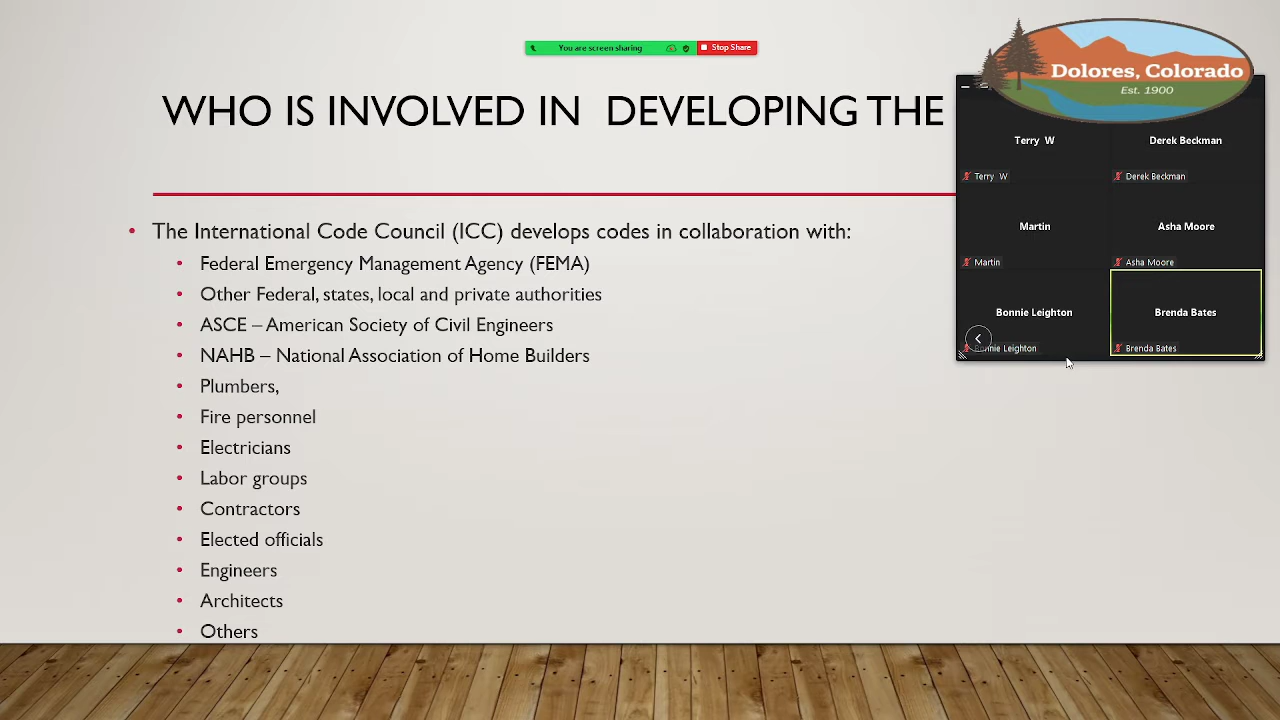 You are screen sharing
Stop Share
Dolores, Colorado
Est. 1900
WHO IS INVOLVED IN  DEVELOPING THE
Terry  W
Derek Beckman
Terry  W
Derek Beckman
Martin
Asha Moore
Martin
Asha Moore
Bonnie Leighton
Brenda Bates
Leighton
Brenda Bates
• The International Code Council (ICC) develops codes in collaboration with:
• Federal Emergency Management Agency (FEMA)
• Other Federal, states, local and private authorities
• ASCE – American Society of Civil Engineers
• NAHB – National Association of Home Builders
• Plumbers,
• Fire personnel
• Electricians
• Labor groups
• Contractors
• Elected officials
• Engineers
• Architects
• Others